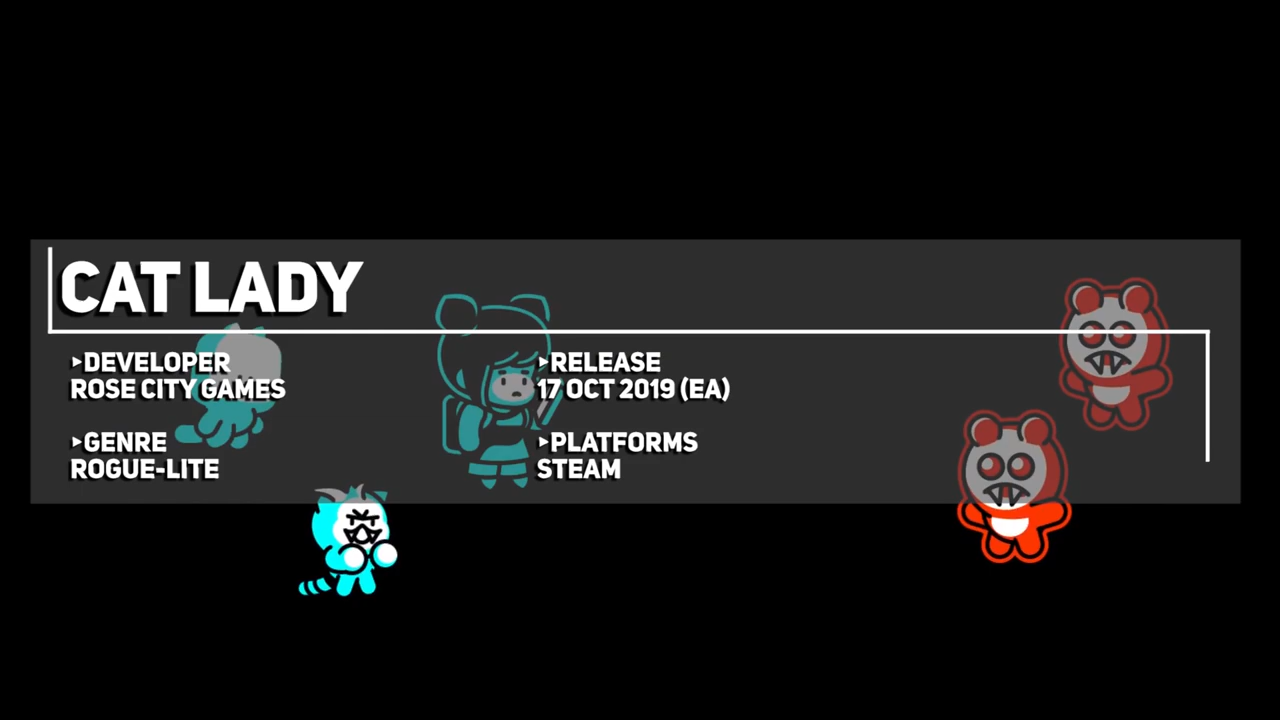 CAT LADY
▸DEVELOPER
ROSE CITY GAMES
▸GENRE
ROGUE-LITE
▸RELEASE
17 OCT 2019 (EA)
▸PLATFORMS
STEAM